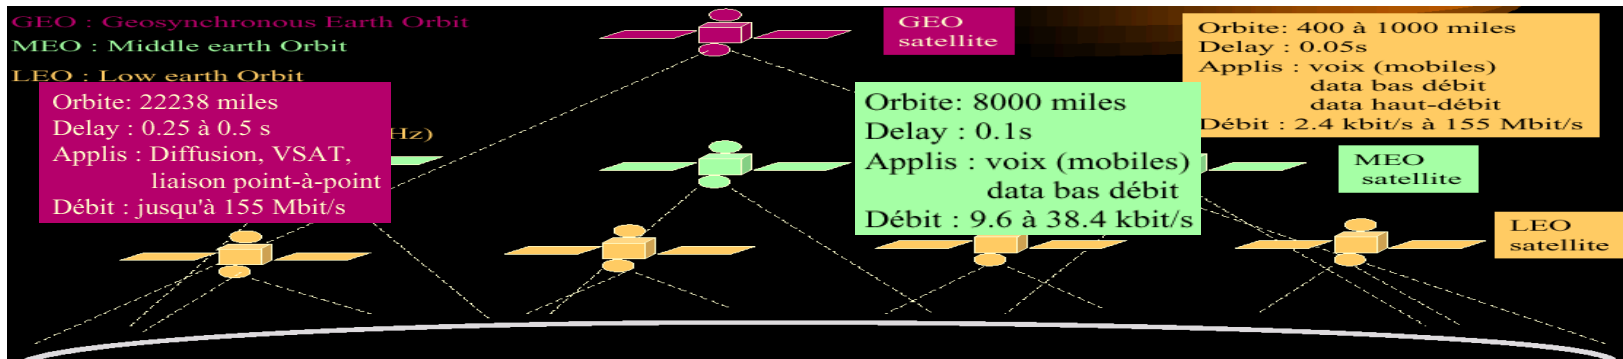 GEO : Geosynchronous Earth Orbit
MEO : Middle earth Orbit
LEO : Low earth Orbit
Orbite: 22238 miles
Delay : 0.25 à 0.5 s
Applis : Diffusion, VSAT,
liaison point-à-point
Débit : jusqu'à 155 Mbit/s
Hz)
GEO
satellite
Orbite: 8000 miles
Delay : 0.1s
Applis : voix (mobiles)
data bas débit
Débit : 9.6 à 38.4 kbit/s
Orbite: 400 à 1000 miles
Delay : 0.05s
Applis : voix (mobiles)
data bas débit
data haut-débit
Débit : 2.4 kbit/s à 155 Mbit/s
MEO
satellite
LEO
satellite